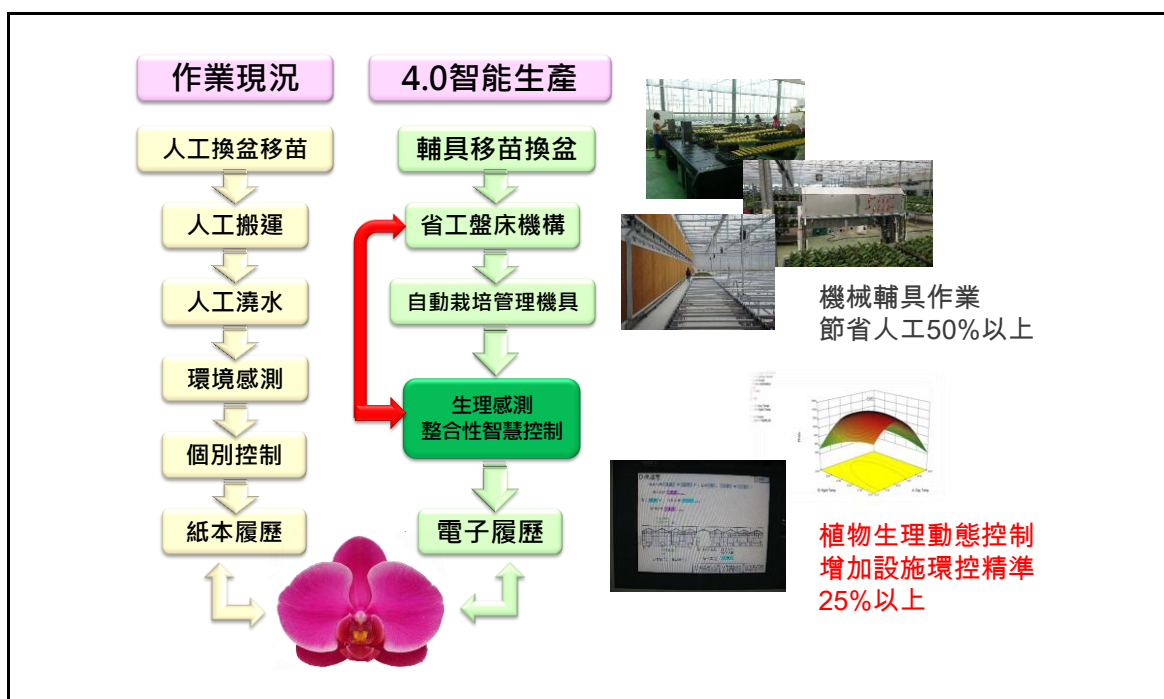 作業現況
4.0智能生產
人工換盆移苗
輔具移苗換盆
人工搬運
省工盤床機構
人工澆水
自動栽培管理機具
環境感測
生理感測
整合性智慧控制
個別控制
紙本履歷
電子履歷
機械輔具作業
節省人工50%以上
植物生理動態控制
增加設施環控精準
25%以上